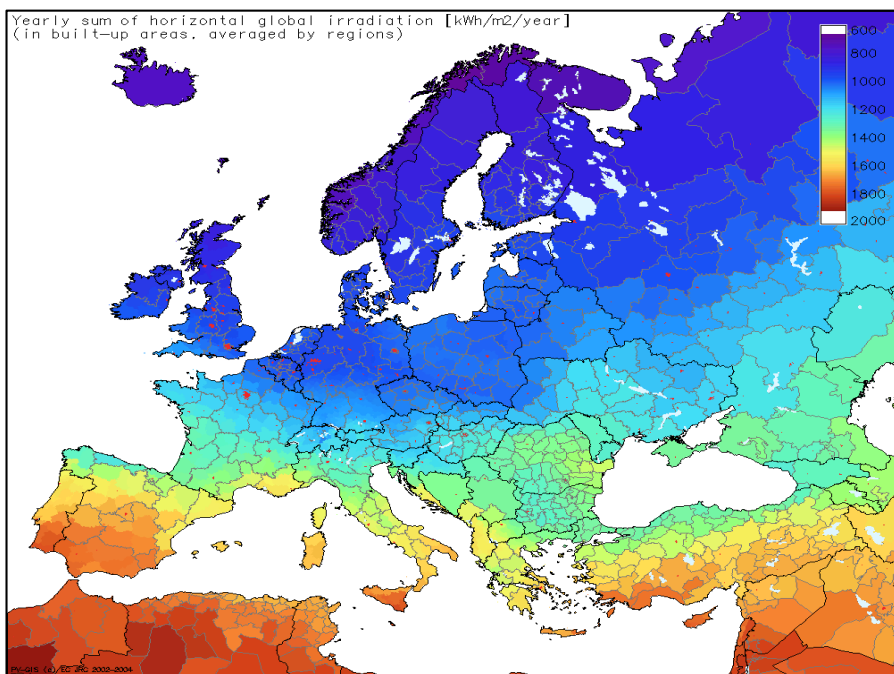 Yearly sum of horizontal global irradiation [kWh/m2/year]
(in built-up areas. averaged by regions)
600
800
1000
1200
1400
1600
1800
2000
PV-GIS (c)/EC JRC 2002-2004